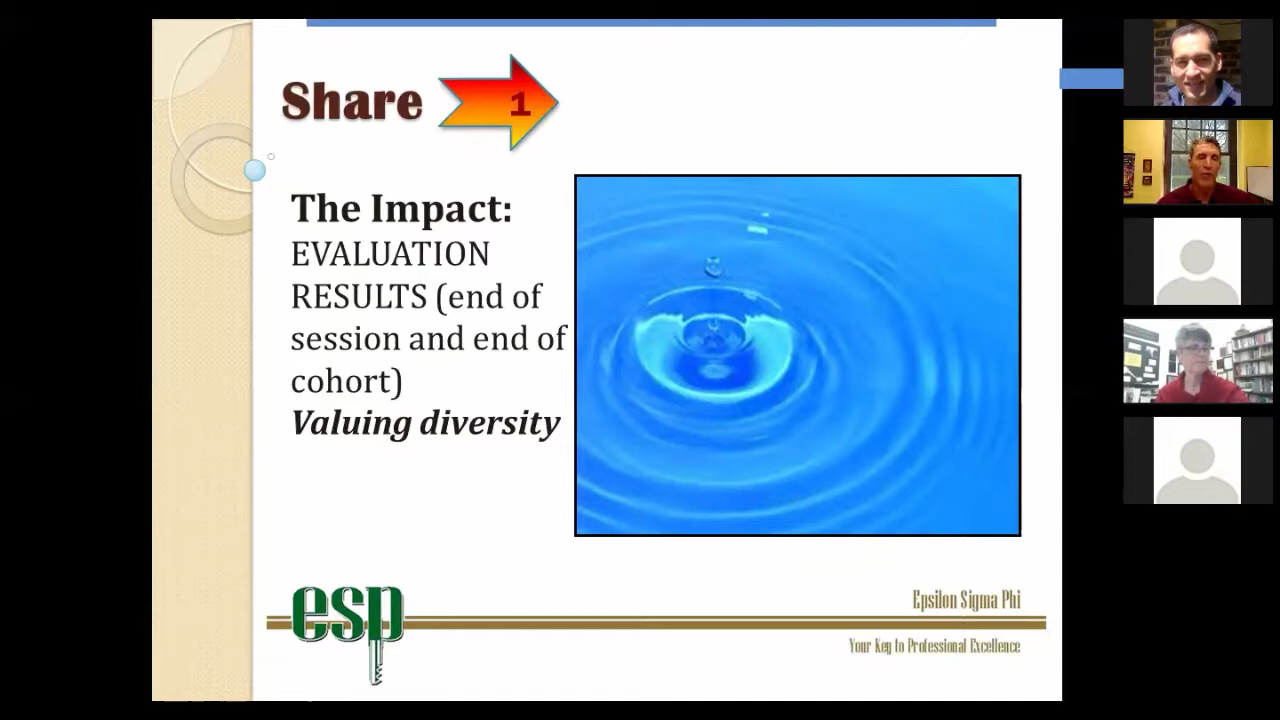 Share 1
The Impact:
EVALUATION
RESULTS (end of
session and end of
cohort)
Valuing diversity
esp
Epsilon Sigma Phi
Your Key to Professional Excellence